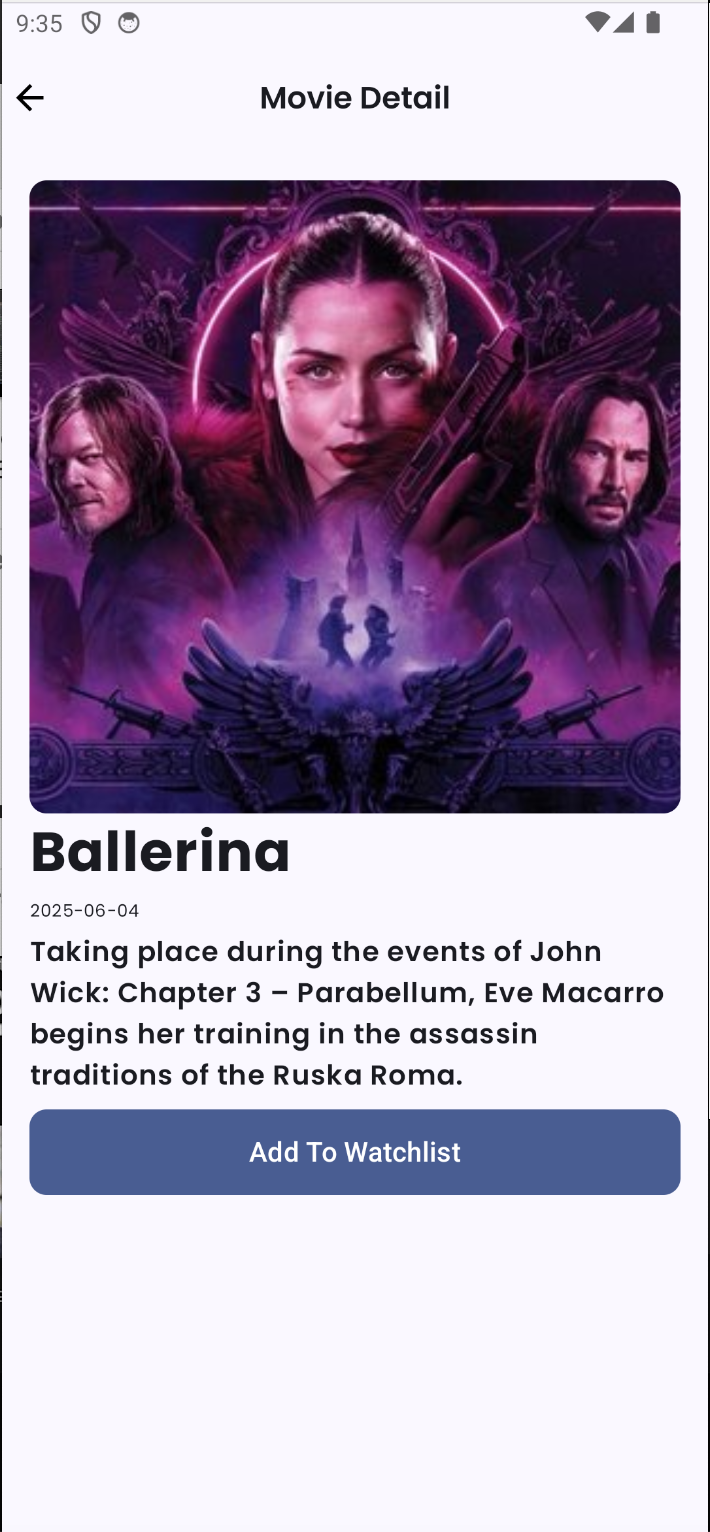 9:35
Movie Detail
Ballerina
2025-06-04
Taking place during the events of John
Wick: Chapter 3 – Parabellum, Eve Macarro
begins her training in the assassin
traditions of the Ruska Roma.
Add To Watchlist